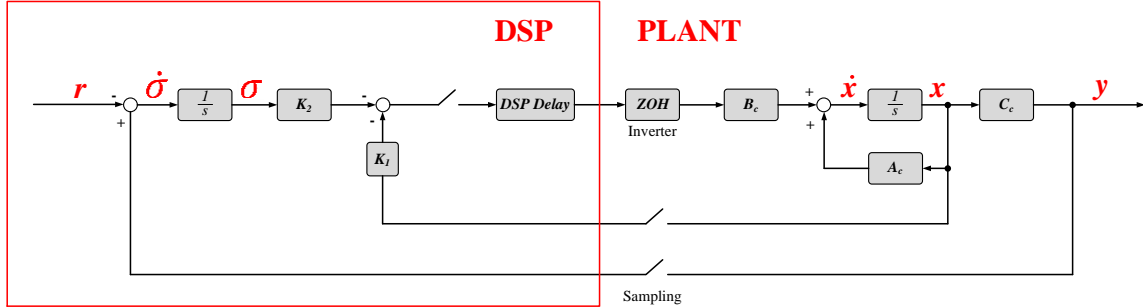 DSP PLANT
r - + σ̇ 1/s σ K₂ - - DSP Delay ZOH B_c + + ẋ 1/s x C_c y
Inverter
K₁
A_c
Sampling